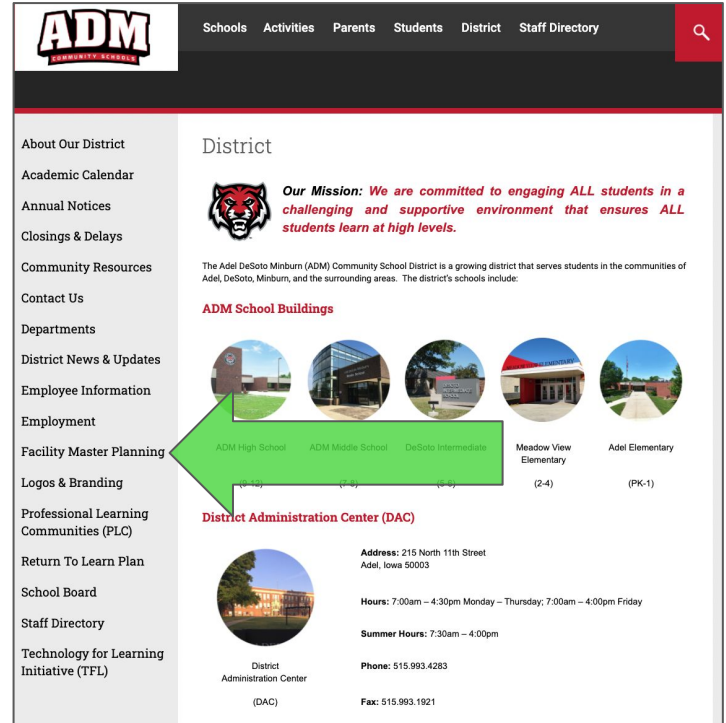 ADM
COMMUNITY SCHOOLS
Schools Activities Parents Students District Staff Directory
About Our District
Academic Calendar
Annual Notices
Closings & Delays
Community Resources
Contact Us
Departments
District News & Updates
Employee Information
Employment
Facility Master Planning
Logos & Branding
Professional Learning
Communities (PLC)
Return To Learn Plan
School Board
Staff Directory
Technology for Learning
Initiative (TFL)
District
Our Mission: We are committed to engaging ALL students in a
challenging and supportive environment that ensures ALL
students learn at high levels.
The Adel DeSoto Minburn (ADM) Community School District is a growing district that serves students in the communities of
Adel, DeSoto, Minburn, and the surrounding areas. The district's schools include:
ADM School Buildings
ADM High School
(9-12)
ADM Middle School
(7-8)
DeSoto Intermediate
(5-6)
Meadow View
Elementary
(2-4)
Adel Elementary
(PK-1)
District Administration Center (DAC)
District
Administration Center
(DAC)
Address: 215 North 11th Street
Adel, Iowa 50003
Hours: 7:00am – 4:30pm Monday – Thursday; 7:00am – 4:00pm Friday
Summer Hours: 7:30am – 4:00pm
Phone: 515.993.4283
Fax: 515.993.1921